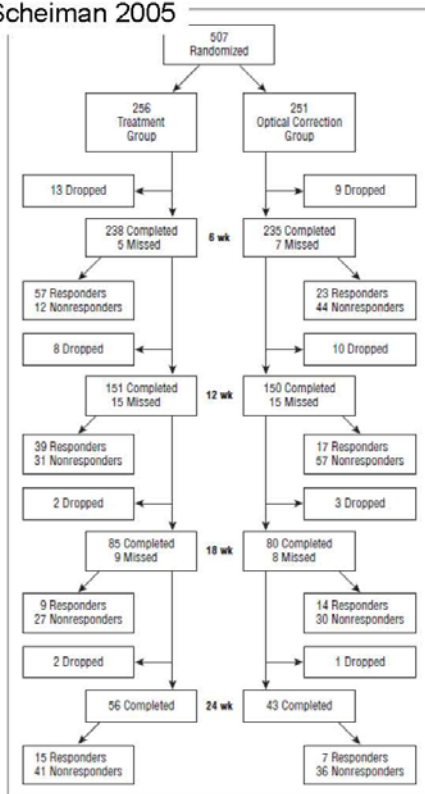 Scheiman 2005
507
Randomized
256
Treatment
Group
251
Optical Correction
Group
13 Dropped
9 Dropped
238 Completed
5 Missed
6 wk
235 Completed
7 Missed
57 Responders
12 Nonresponders
23 Responders
44 Nonresponders
8 Dropped
10 Dropped
151 Completed
15 Missed
12 wk
150 Completed
15 Missed
39 Responders
31 Nonresponders
17 Responders
57 Nonresponders
2 Dropped
3 Dropped
85 Completed
9 Missed
18 wk
80 Completed
8 Missed
9 Responders
27 Nonresponders
14 Responders
30 Nonresponders
2 Dropped
1 Dropped
56 Completed
24 wk
43 Completed
15 Responders
41 Nonresponders
7 Responders
36 Nonresponders